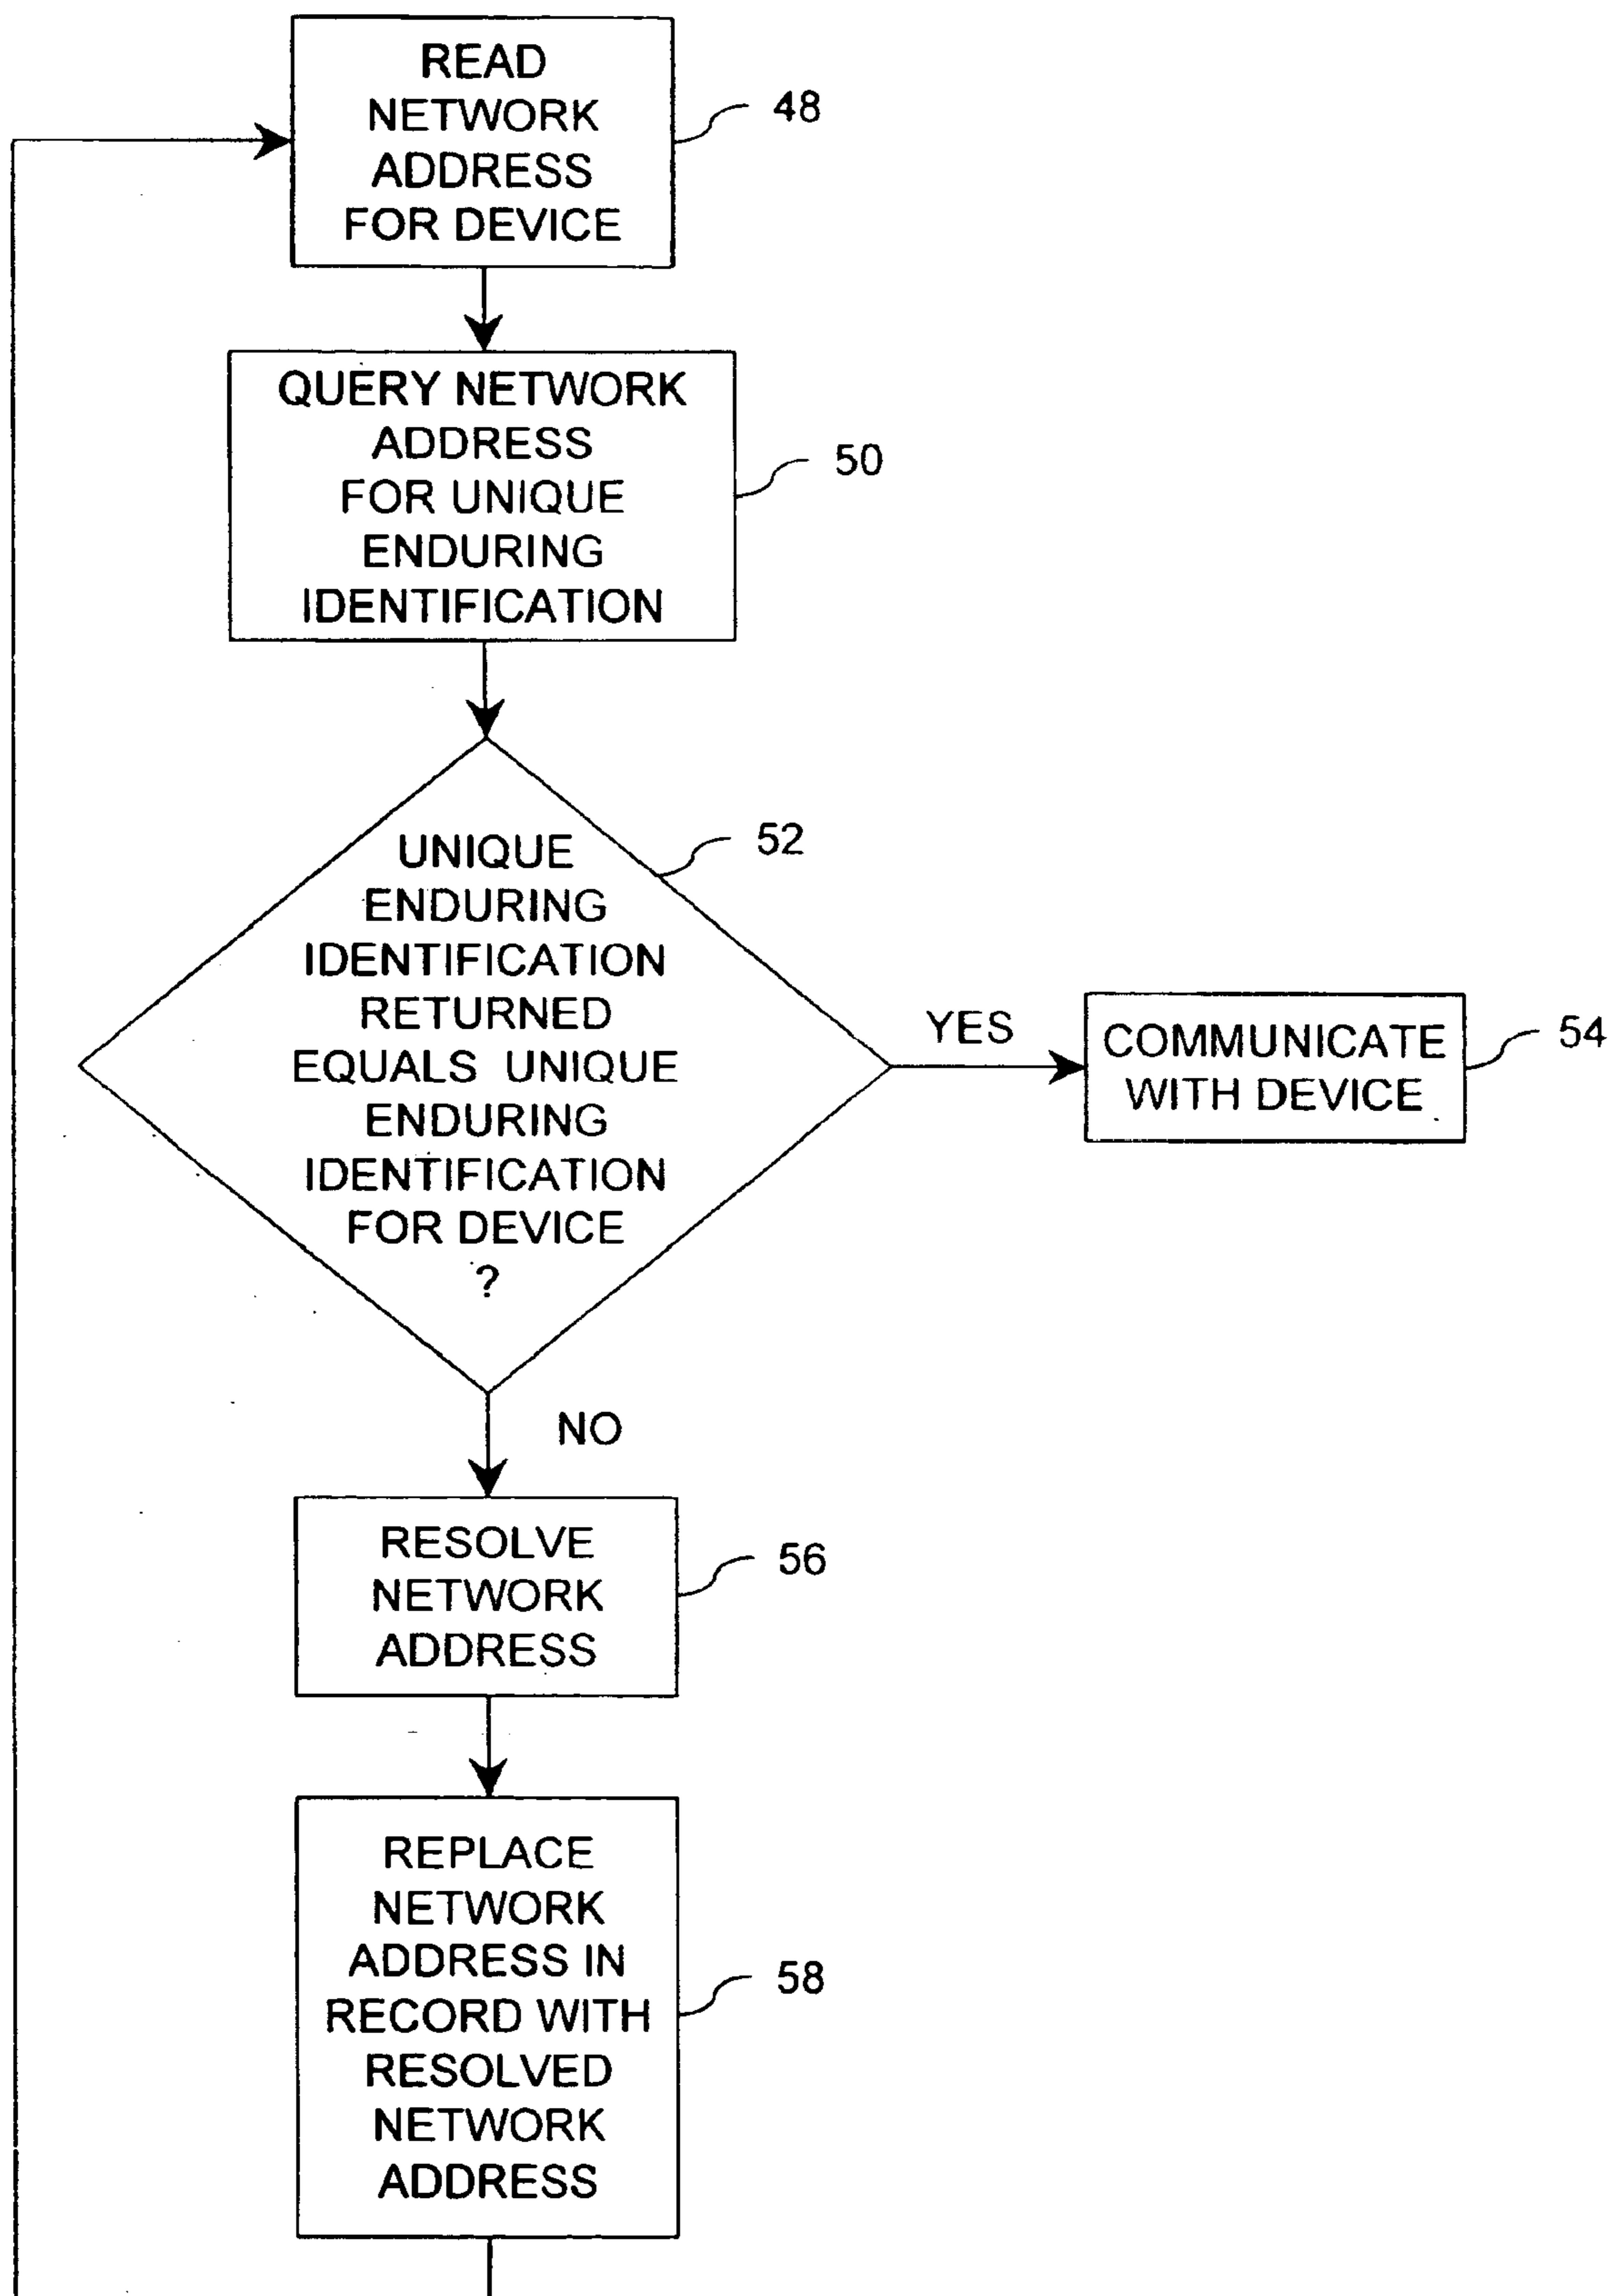 READ
NETWORK
ADDRESS
FOR DEVICE
48
QUERY NETWORK
ADDRESS
FOR UNIQUE
ENDURING
IDENTIFICATION
50
UNIQUE
ENDURING
IDENTIFICATION
RETURNED
EQUALS UNIQUE
ENDURING
IDENTIFICATION
FOR DEVICE
?
52
YES
COMMUNICATE
WITH DEVICE
54
NO
RESOLVE
NETWORK
ADDRESS
56
REPLACE
NETWORK
ADDRESS IN
RECORD WITH
RESOLVED
NETWORK
ADDRESS
58